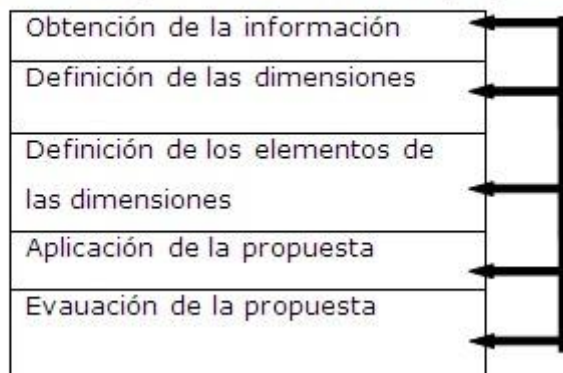 Obtención de la información
Definición de las dimensiones
Definición de los elementos de
las dimensiones
Aplicación de la propuesta
Evauación de la propuesta